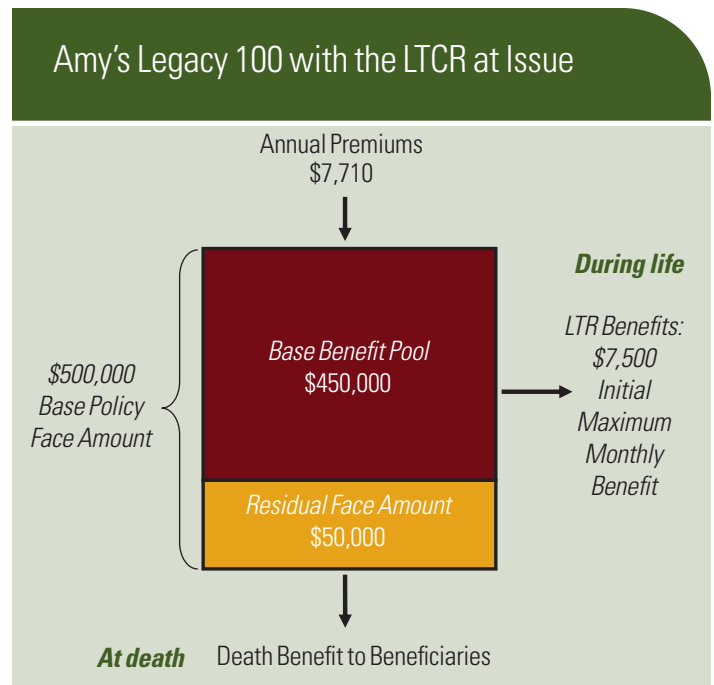 Amy's Legacy 100 with the LTCR at Issue
Annual Premiums
$7,710
During life
Base Benefit Pool
$450,000
LTR Benefits:
$7,500
Initial
Maximum
Monthly
Benefit
$500,000
Base Policy
Face Amount
Residual Face Amount
$50,000
At death
Death Benefit to Beneficiaries